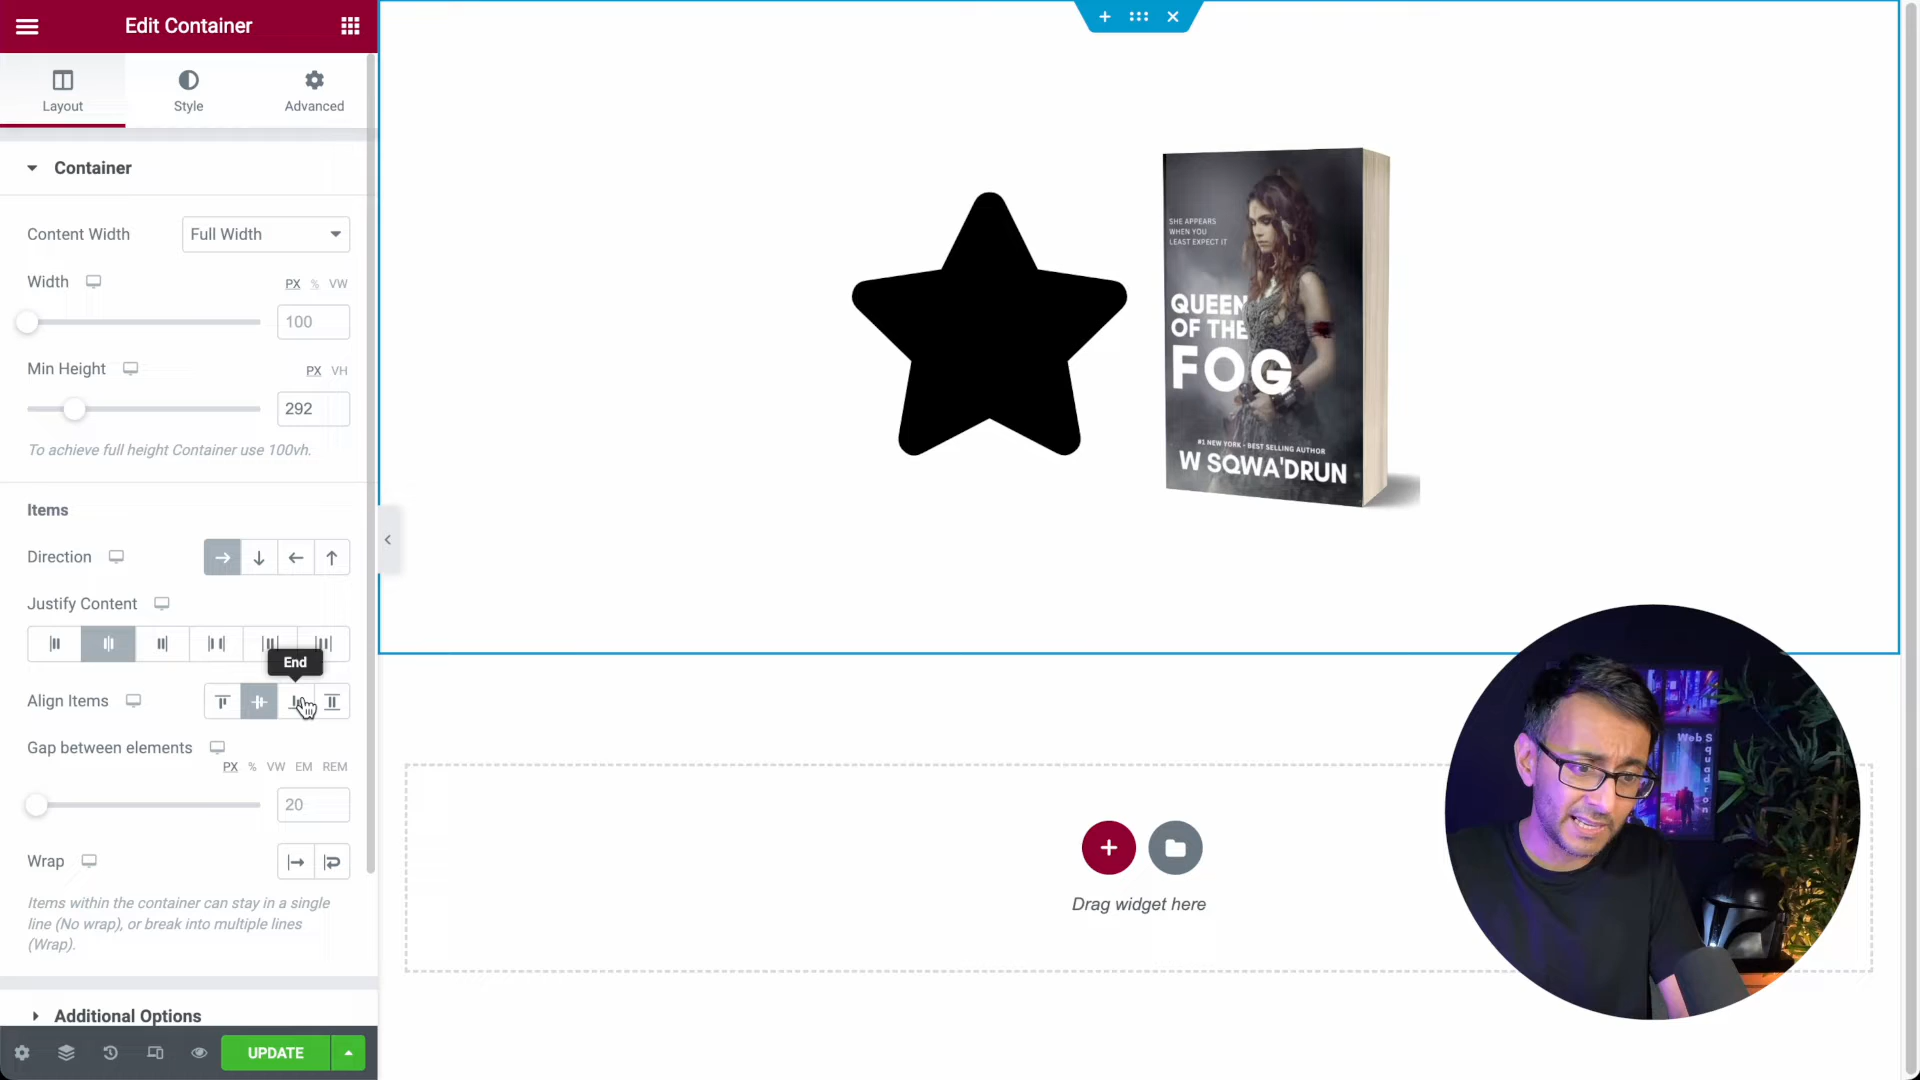 Edit Container
Layout
Style
Advanced
Container
Content Width
Full Width
Width
PX % VW
100
Min Height
PX VH
292
To achieve full height Container use 100vh.
Items
Direction
Justify Content
End
Align Items
Gap between elements
PX % VW EM REM
20
Wrap
Items within the container can stay in a single
line (No wrap), or break into multiple lines
(Wrap).
Additional Options
UPDATE
SHE APPEARS
WHEN YOU
LEAST EXPECT IT
QUEEN
OF THE
FOG
#1 NEW YORK - BEST SELLING AUTHOR
W SQWA'DRUN
Drag widget here
Web S
q
u
a
d
r
o
n